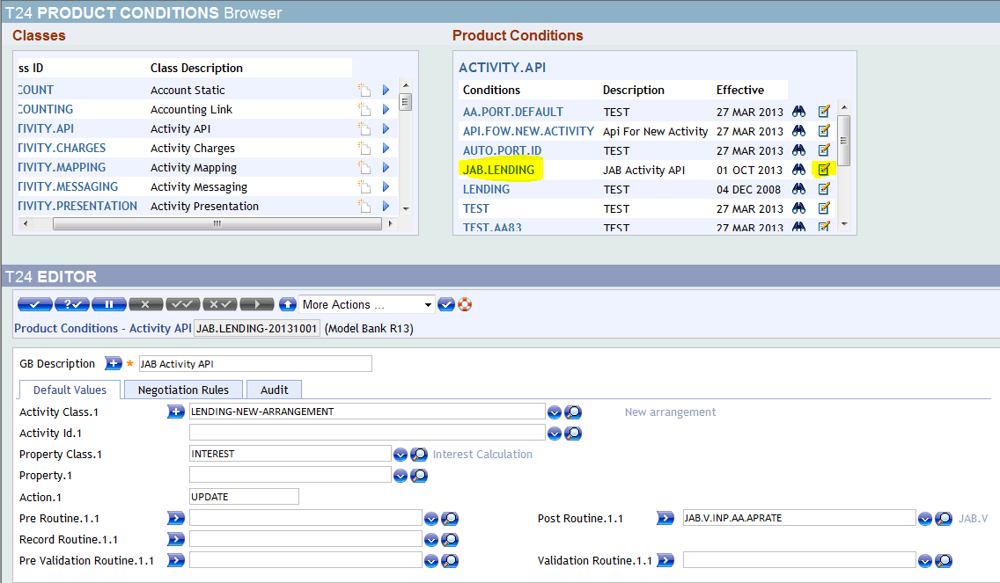 T24 PRODUCT CONDITIONS Browser
Classes
ss ID Class Description
COUNT Account Static
COUNTING Accounting Link
TIVITY.API Activity API
TIVITY.CHARGES Activity Charges
TIVITY.MAPPING Activity Mapping
TIVITY.MESSAGING Activity Messaging
TIVITY.PRESENTATION Activity Presentation
Product Conditions
ACTIVITY.API
Conditions Description Effective
AA.PORT.DEFAULT TEST 27 MAR 2013
API.FOW.NEW.ACTIVITY Api For New Activity 27 MAR 2013
AUTO.PORT.ID TEST 27 MAR 2013
JAB.LENDING JAB Activity API 01 OCT 2013
LENDING TEST 04 DEC 2008
TEST TEST 27 MAR 2013
TEST.AA83 TEST 27 MAR 2013
T24 EDITOR
More Actions ...
Product Conditions - Activity API JAB.LENDING-20131001 (Model Bank R13)
GB Description * JAB Activity API
Default Values Negotiation Rules Audit
Activity Class.1 LENDING-NEW-ARRANGEMENT New arrangement
Activity Id.1
Property Class.1 INTEREST Interest Calculation
Property.1
Action.1 UPDATE
Pre Routine.1.1 Post Routine.1.1 JAB.V.INP.AA.APRATE JAB.V
Record Routine.1.1
Pre Validation Routine.1.1 Validation Routine.1.1